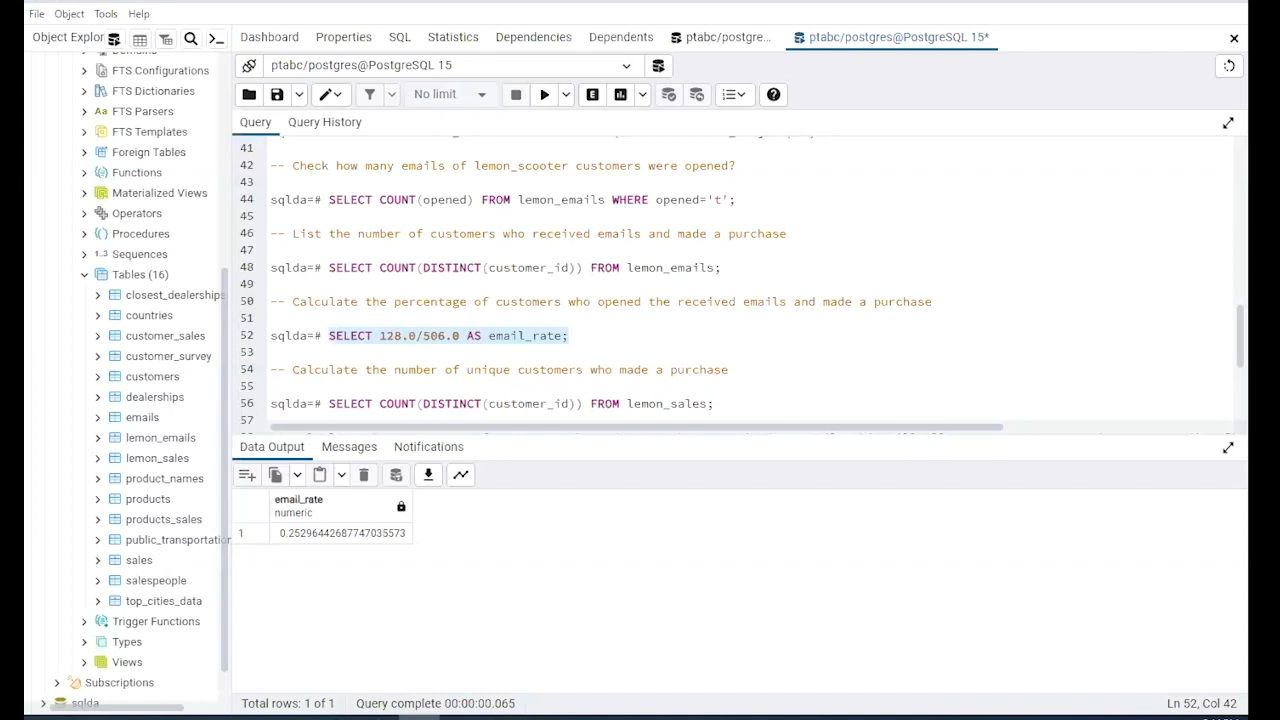 File Object Tools Help
Object Explor
Dashboard Properties SQL Statistics Dependencies Dependents ptabc/postgre... ptabc/postgres@PostgreSQL 15*
ptabc/postgres@PostgreSQL 15
No limit
Query Query History
FTS Configurations
FTS Dictionaries
FTS Parsers
FTS Templates
Foreign Tables
Functions
Materialized Views
Operators
Procedures
1..3 Sequences
Tables (16)
closest_dealerships
countries
customer_sales
customer_survey
customers
dealerships
emails
lemon_emails
lemon_sales
product_names
products
products_sales
public_transportation
sales
salespeople
top_cities_data
Trigger Functions
Types
Views
Subscriptions
sqlda
41
42 -- Check how many emails of lemon_scooter customers were opened?
43
44 sqlda=# SELECT COUNT(opened) FROM lemon_emails WHERE opened='t';
45
46 -- List the number of customers who received emails and made a purchase
47
48 sqlda=# SELECT COUNT(DISTINCT(customer_id)) FROM lemon_emails;
49
50 -- Calculate the percentage of customers who opened the received emails and made a purchase
51
52 sqlda=# SELECT 128.0/506.0 AS email_rate;
53
54 -- Calculate the number of unique customers who made a purchase
55
56 sqlda=# SELECT COUNT(DISTINCT(customer_id)) FROM lemon_sales;
57
Data Output Messages Notifications
email_rate
numeric
1 0.25296442687747035573
Total rows: 1 of 1 Query complete 00:00:00.065 Ln 52, Col 42